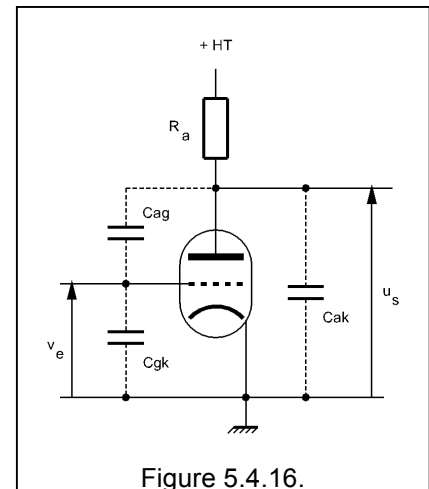 + HT
R a
Cag
Cak
u s
v e
Cgk
Figure 5.4.16.